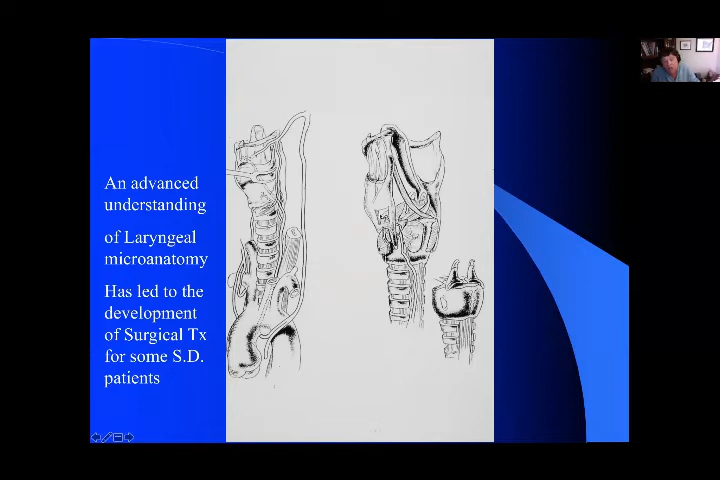 An advanced
understanding
of Laryngeal
microanatomy
Has led to the
development
of Surgical Tx
for some S.D.
patients